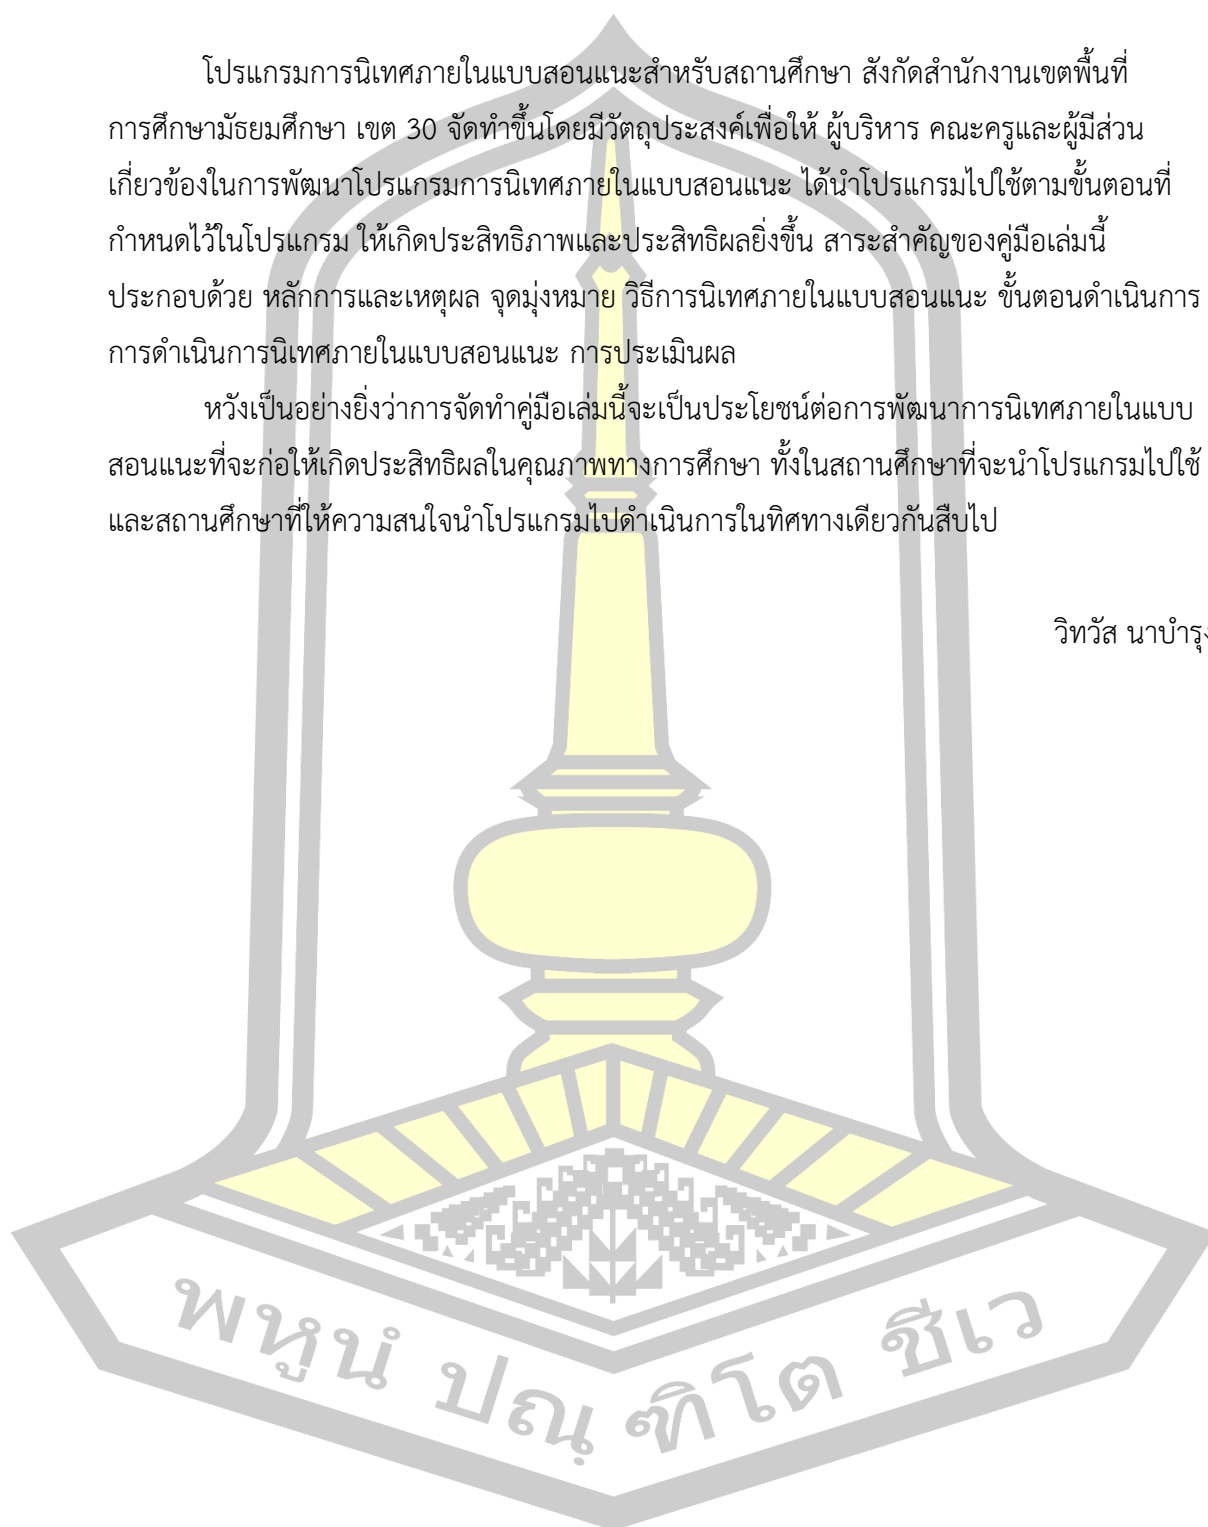 โปรแกรมการนิเทศภายในแบบสอนแนะสำหรับสถานศึกษา สังกัดสำนักงานเขตพื้นที่
การศึกษามัธยมศึกษา เขต 30 จัดทำขึ้นโดยมีวัตถุประสงค์เพื่อให้ ผู้บริหาร คณะครูและผู้มีส่วน
เกี่ยวข้องในการพัฒนาโปรแกรมการนิเทศภายในแบบสอนแนะ ได้นำโปรแกรมไปใช้ตามขั้นตอนที่
กำหนดไว้ในโปรแกรม ให้เกิดประสิทธิภาพและประสิทธิผลยิ่งขึ้น สาระสำคัญของคู่มือเล่มนี้
ประกอบด้วย หลักการและเหตุผล จุดมุ่งหมาย วิธีการนิเทศภายในแบบสอนแนะ ขั้นตอนดำเนินการ
การดำเนินการนิเทศภายในแบบสอนแนะ การประเมินผล
หวังเป็นอย่างยิ่งว่าการจัดทำคู่มือเล่มนี้จะเป็นประโยชน์ต่อการพัฒนาการนิเทศภายในแบบ
สอนแนะที่จะก่อให้เกิดประสิทธิผลในคุณภาพทางการศึกษา ทั้งในสถานศึกษาที่จะนำโปรแกรมไปใช้
และสถานศึกษาที่ให้ความสนใจนำโปรแกรมไปดำเนินการในทิศทางเดียวกันสืบไป
วิทวัส นาบำรุง
พหูนํ ปณฺ ฑิโต ชีเว